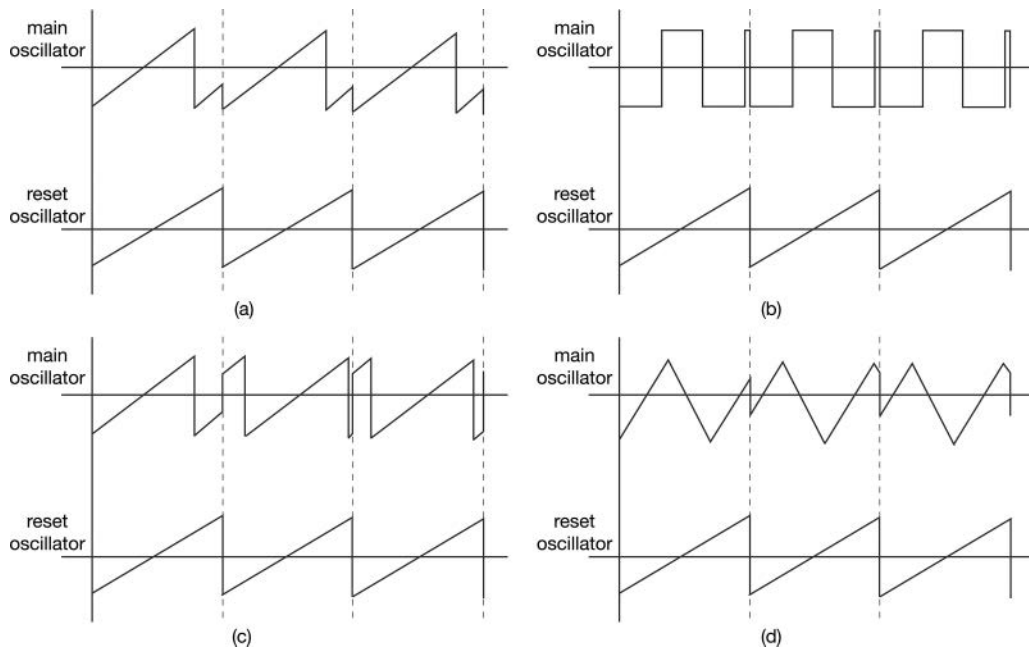 main
oscillator
reset
oscillator
(a)
main
oscillator
reset
oscillator
(b)
main
oscillator
reset
oscillator
(c)
main
oscillator
reset
oscillator
(d)